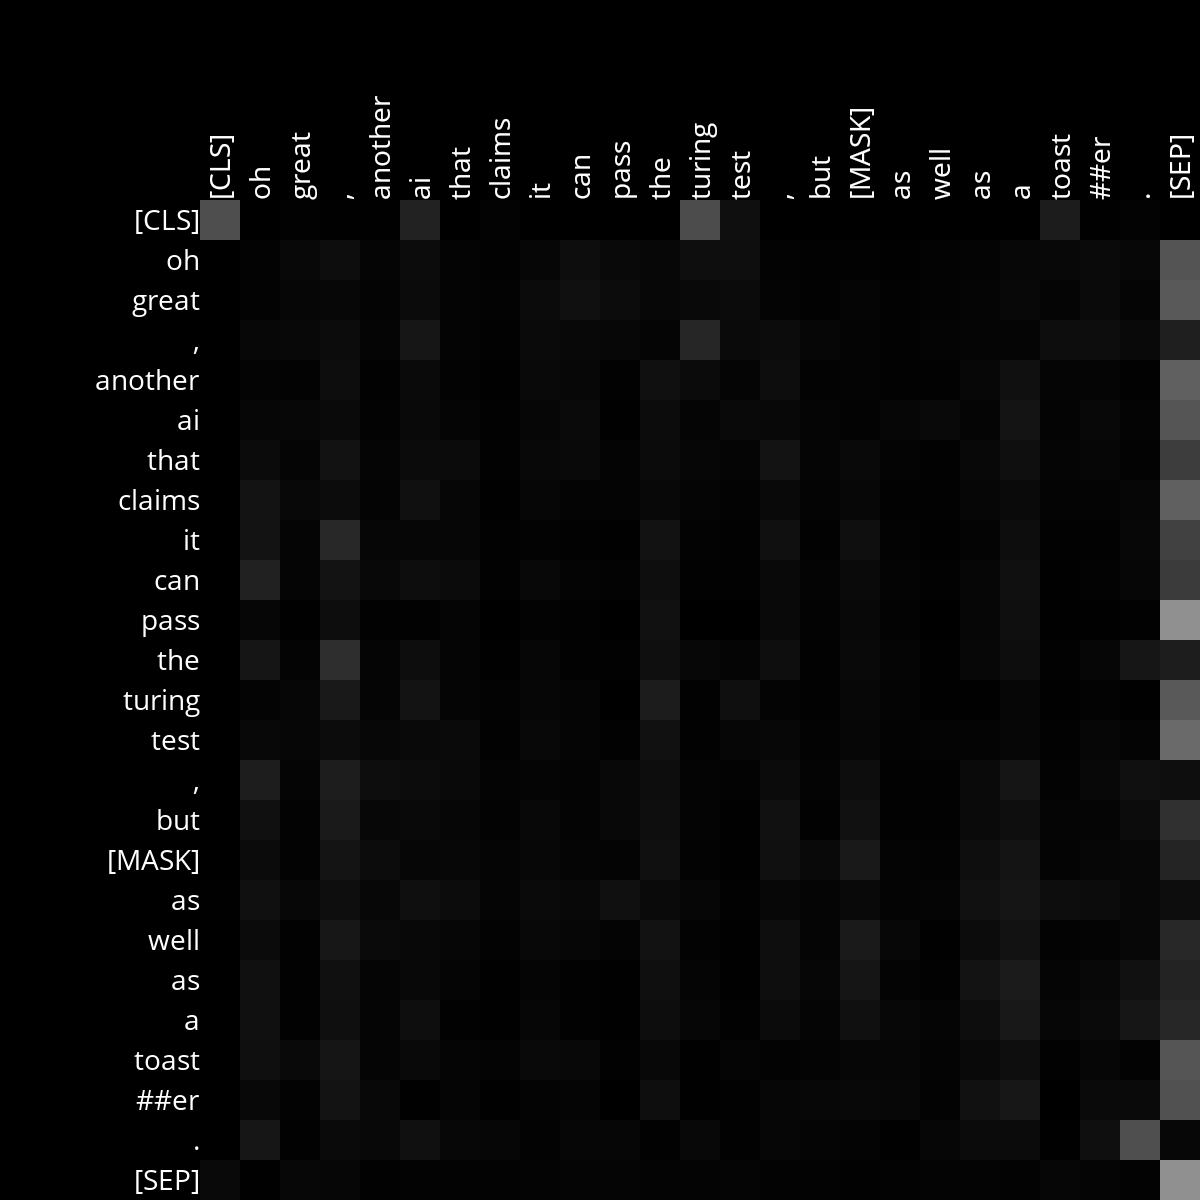 [CLS] oh great , another ai that claims it can pass the turing test , but [MASK] as well as a toast ##er . [SEP]
[CLS]
oh
great
,
another
ai
that
claims
it
can
pass
the
turing
test
,
but
[MASK]
as
well
as
a
toast
##er
.
[SEP]